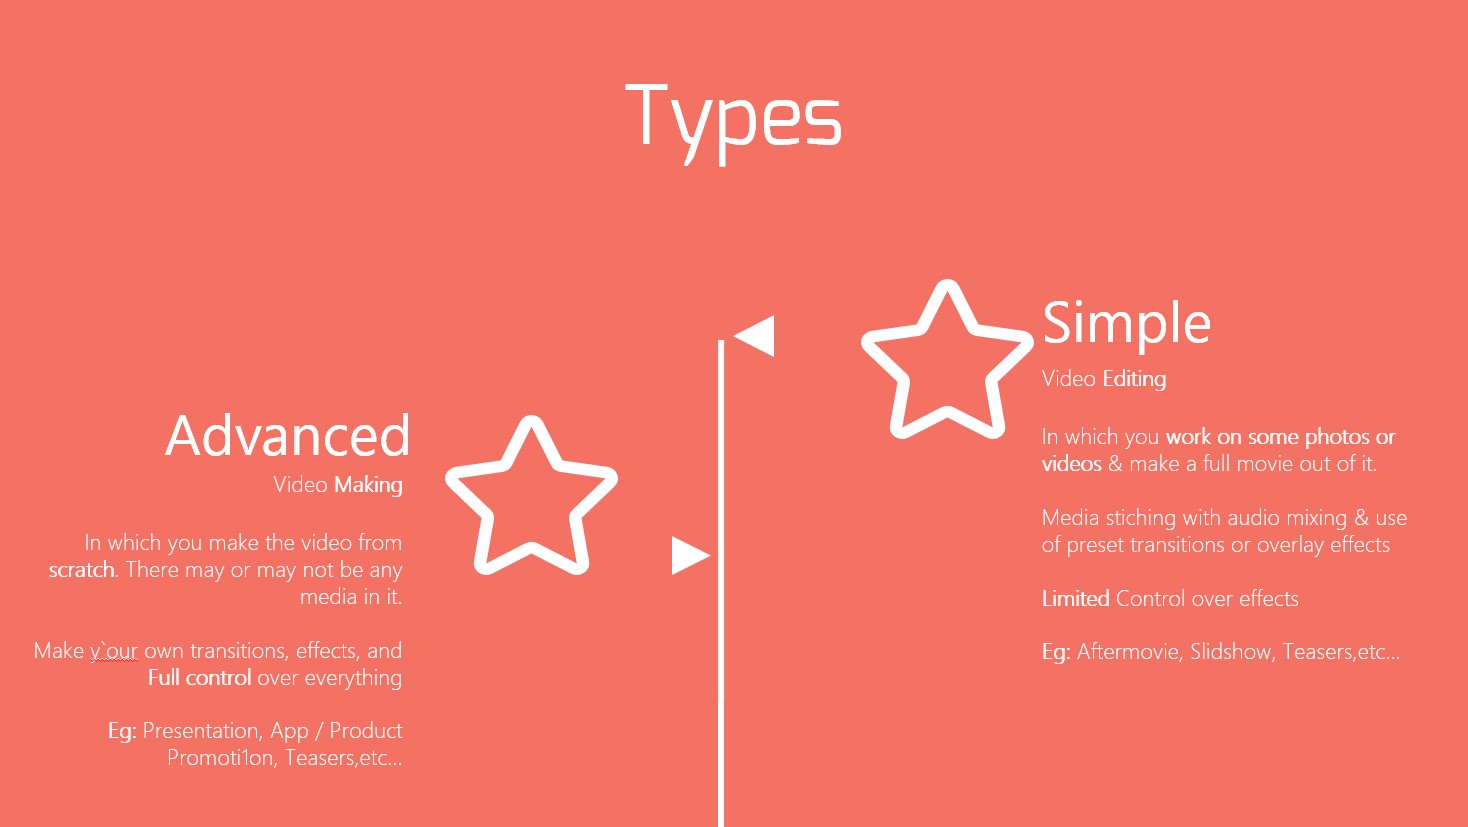 Types
Simple
Video Editing
In which you work on some photos or
videos & make a full movie out of it.
Media stiching with audio mixing & use
of preset transitions or overlay effects
Limited Control over effects
Eg: Aftermovie, Slidshow, Teasers,etc...
Advanced
Video Making
In which you make the video from
scratch. There may or may not be any
media in it.
Make y`our own transitions, effects, and
Full control over everything
Eg: Presentation, App / Product
Promoti1on, Teasers,etc...